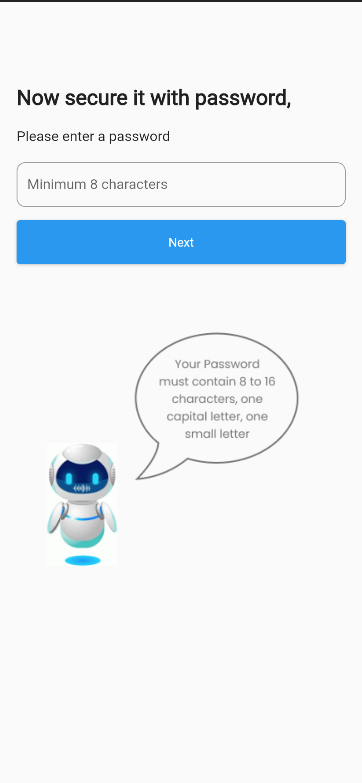 Now secure it with password,
Please enter a password
Minimum 8 characters
Next
Your Password
must contain 8 to 16
characters, one
capital letter, one
small letter